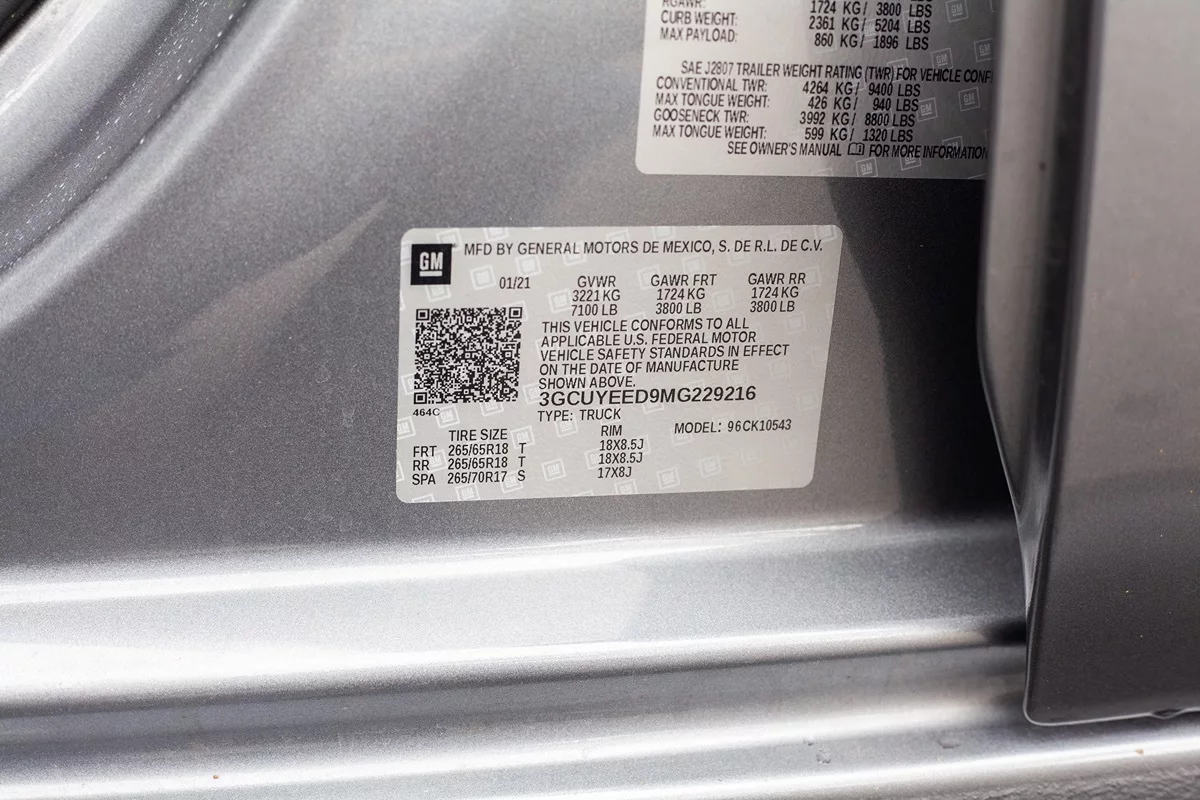 RGAWR: 1724 KG/ 3800 LBS
CURB WEIGHT: 2361 KG/ 5204 LBS
MAX PAYLOAD: 860 KG/ 1896 LBS
SAE J2807 TRAILER WEIGHT RATING (TWR) FOR VEHICLE
CONVENTIONAL TWR: 4264 KG/ 9400 LBS
MAX TONGUE WEIGHT: 426 KG/ 940 LBS
GOOSENECK TWR: 3992 KG/ 8800 LBS
MAX TONGUE WEIGHT: 599 KG/ 1320 LBS
SEE OWNER'S MANUAL FOR MORE INFORMATION
GM MFD BY GENERAL MOTORS DE MEXICO, S. DE R.L. DE C.V.
01/21 GVWR GAWR FRT GAWR RR
3221 KG 1724 KG 1724 KG
7100 LB 3800 LB 3800 LB
THIS VEHICLE CONFORMS TO ALL
APPLICABLE U.S. FEDERAL MOTOR
VEHICLE SAFETY STANDARDS IN EFFECT
ON THE DATE OF MANUFACTURE
SHOWN ABOVE.
3GCUYEED9MG229216
464C
TYPE: TRUCK
MODEL: 96CK10543
TIRE SIZE RIM
FRT 265/65R18 T 18X8.5J
RR 265/65R18 T 18X8.5J
SPA 265/70R17 S 17X8J